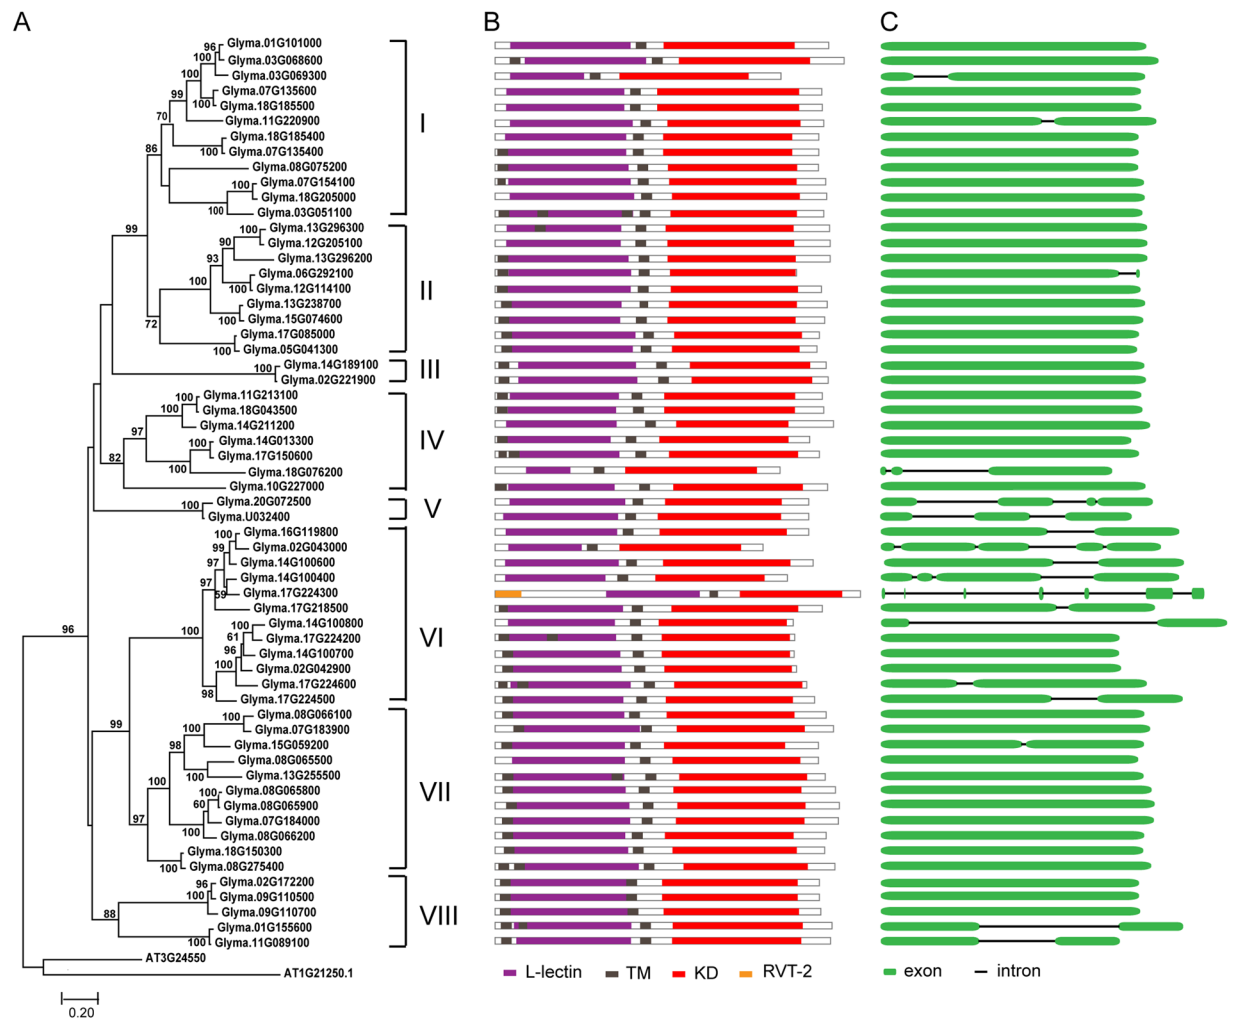 A B C
Glyma.01G101000
Glyma.03G068600
Glyma.03G069300
Glyma.07G135600
Glyma.18G185500
Glyma.11G220900
Glyma.18G185400
Glyma.07G135400
Glyma.08G075200
Glyma.07G154100
Glyma.18G205000
Glyma.03G051100
I
96
100
100
100
99
70
100
86
100
100
99
Glyma.13G296300
Glyma.12G205100
Glyma.13G296200
Glyma.06G292100
Glyma.12G114100
Glyma.13G238700
Glyma.15G074600
Glyma.17G085000
Glyma.05G041300
II
100
90
93
100
100
100
72
100
Glyma.14G189100
Glyma.02G221900
III
100
Glyma.11G213100
Glyma.18G043500
Glyma.14G211200
Glyma.14G013300
Glyma.17G150600
Glyma.18G076200
Glyma.10G227000
IV
100
100
97
100
100
82
Glyma.20G072500
Glyma.U032400
V
100
Glyma.16G119800
Glyma.02G043000
Glyma.14G100600
Glyma.14G100400
Glyma.17G224300
Glyma.17G218500
Glyma.14G100800
Glyma.17G224200
Glyma.14G100700
Glyma.02G042900
Glyma.17G224600
Glyma.17G224500
VI
100
99
97
97
59
100
100
61
96
100
98
96
99
Glyma.08G066100
Glyma.07G183900
Glyma.15G059200
Glyma.08G065500
Glyma.13G255500
Glyma.08G065800
Glyma.08G065900
Glyma.07G184000
Glyma.08G066200
Glyma.18G150300
Glyma.08G275400
VII
100
100
98
100
100
100
60
100
97
100
Glyma.02G172200
Glyma.09G110500
Glyma.09G110700
Glyma.01G155600
Glyma.11G089100
VIII
96
100
88
100
AT3G24550
AT1G21250.1
0.20
L-lectin TM KD RVT-2 exon intron